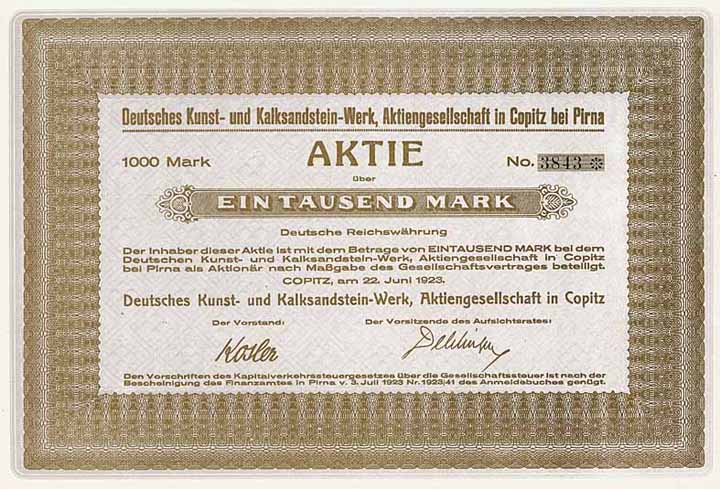 Deutsches Kunst- und Kalksandstein-Werk, Aktiengesellschaft in Copitz bei Pirna
1000 Mark AKTIE No. 3843
über
EIN TAUSEND MARK
Deutsche Reichswährung
Der Inhaber dieser Aktie ist mit dem Betrage von EINTAUSEND MARK bei dem
Deutschen Kunst- und Kalksandstein-Werk, Aktiengesellschaft in Copitz
bei Pirna als Aktionär nach Maßgabe des Gesellschaftsvertrages beteiligt.
COPITZ, am 22. Juni 1923.
Deutsches Kunst- und Kalksandstein-Werk, Aktiengesellschaft in Copitz
Der Vorstand: Der Vorsitzende des Aufsichtsrates:
Den Vorschriften des Kapitalverkehrssteuergesetzes über die Gesellschaftsteuer ist nach der
Bescheinigung des Finanzamtes in Pirna v. 3. Juli 1923 Nr. 1923/41 des Anmeldebuches genügt.